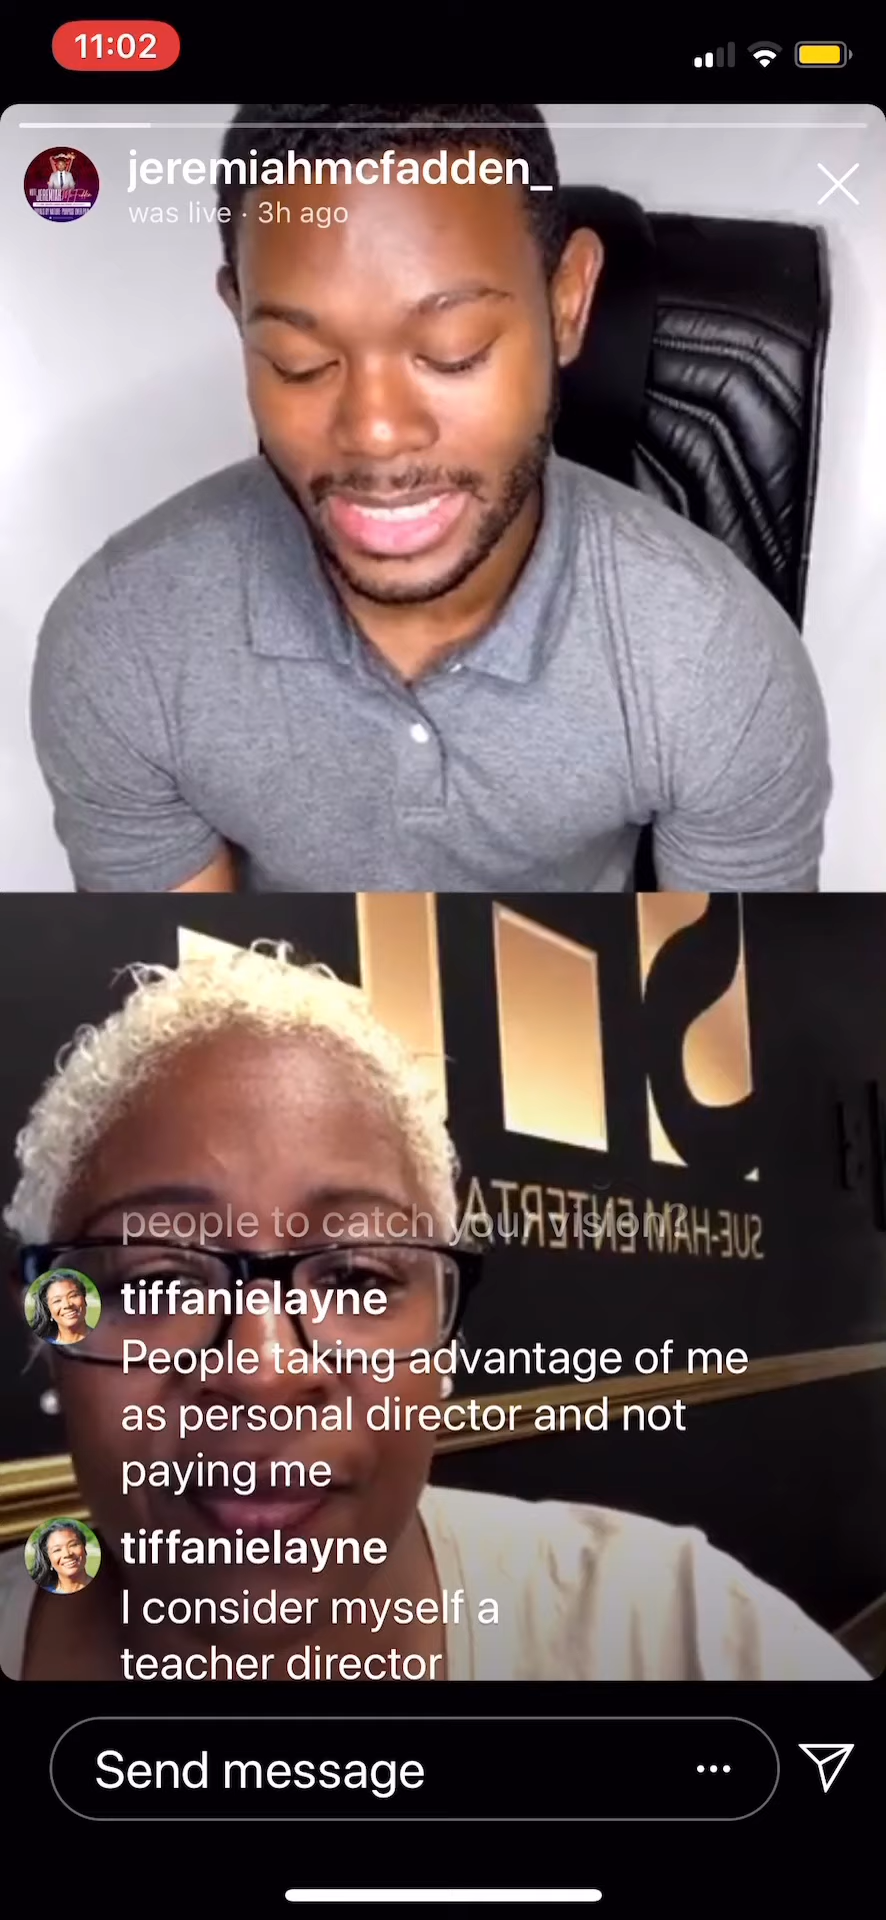 11:02
jeremiahmcfadden_
was live · 3h ago
SUE-HAM ENTERTA
people to catch your vision?
tiffanielayne
People taking advantage of me
as personal director and not
paying me
tiffanielayne
I consider myself a
teacher director
Send message